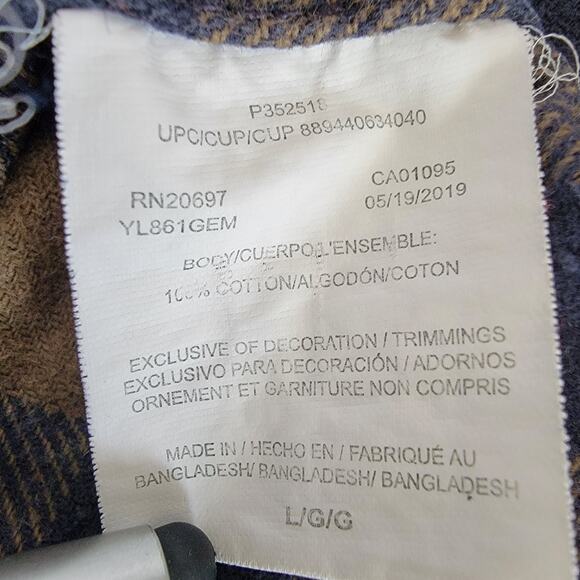 P352518
UPC/CUP/CUP 889440634040
RN20697
CA01095
YL861GEM
05/19/2019
BODY/CUERPO/L'ENSEMBLE:
100% COTTON/ALGODÓN/COTON
EXCLUSIVE OF DECORATION / TRIMMINGS
EXCLUSIVO PARA DECORACIÓN / ADORNOS
ORNEMENT ET GARNITURE NON COMPRIS
MADE IN / HECHO EN / FABRIQUÉ AU
BANGLADESH/ BANGLADESH/ BANGLADESH
L/G/G